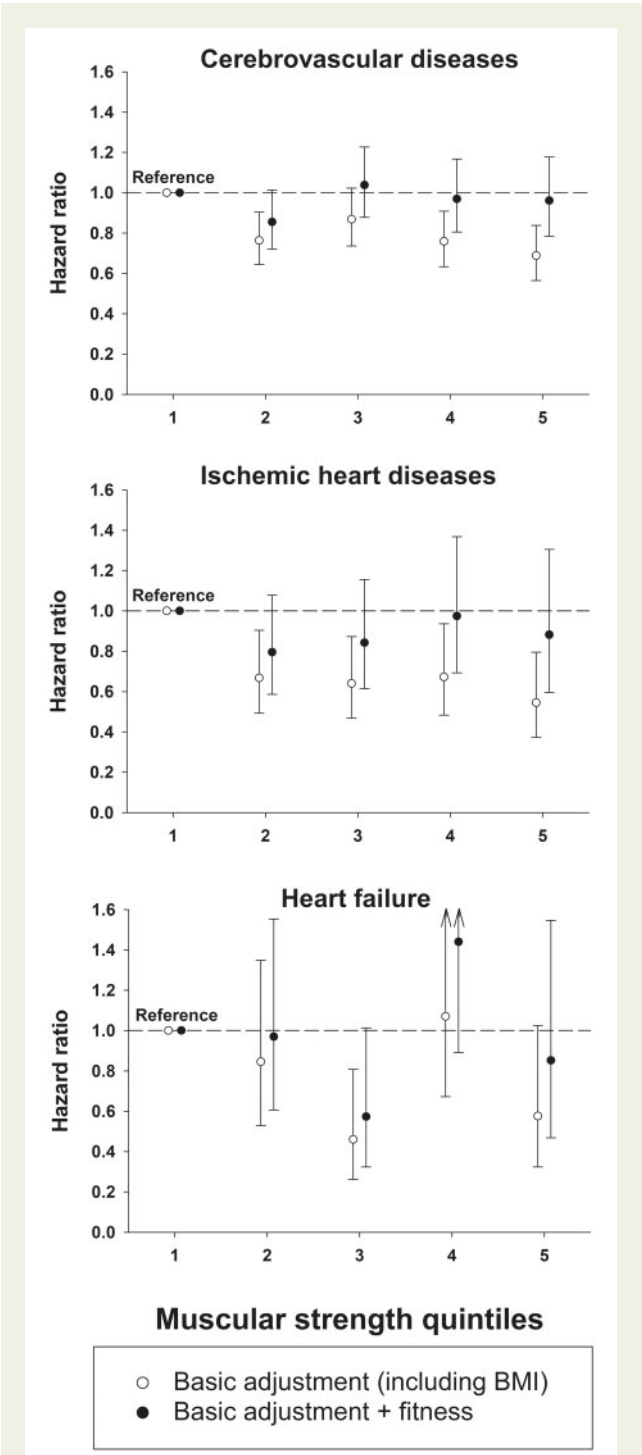 Cerebrovascular diseases
1.6
1.4
1.2
Reference
1.0
0.8
0.6
0.4
0.2
0.0
Hazard ratio
1 2 3 4 5
Ischemic heart diseases
1.6
1.4
1.2
Reference
1.0
0.8
0.6
0.4
0.2
0.0
Hazard ratio
1 2 3 4 5
Heart failure
1.6
1.4
1.2
Reference
1.0
0.8
0.6
0.4
0.2
0.0
Hazard ratio
1 2 3 4 5
Muscular strength quintiles
Basic adjustment (including BMI)
Basic adjustment + fitness